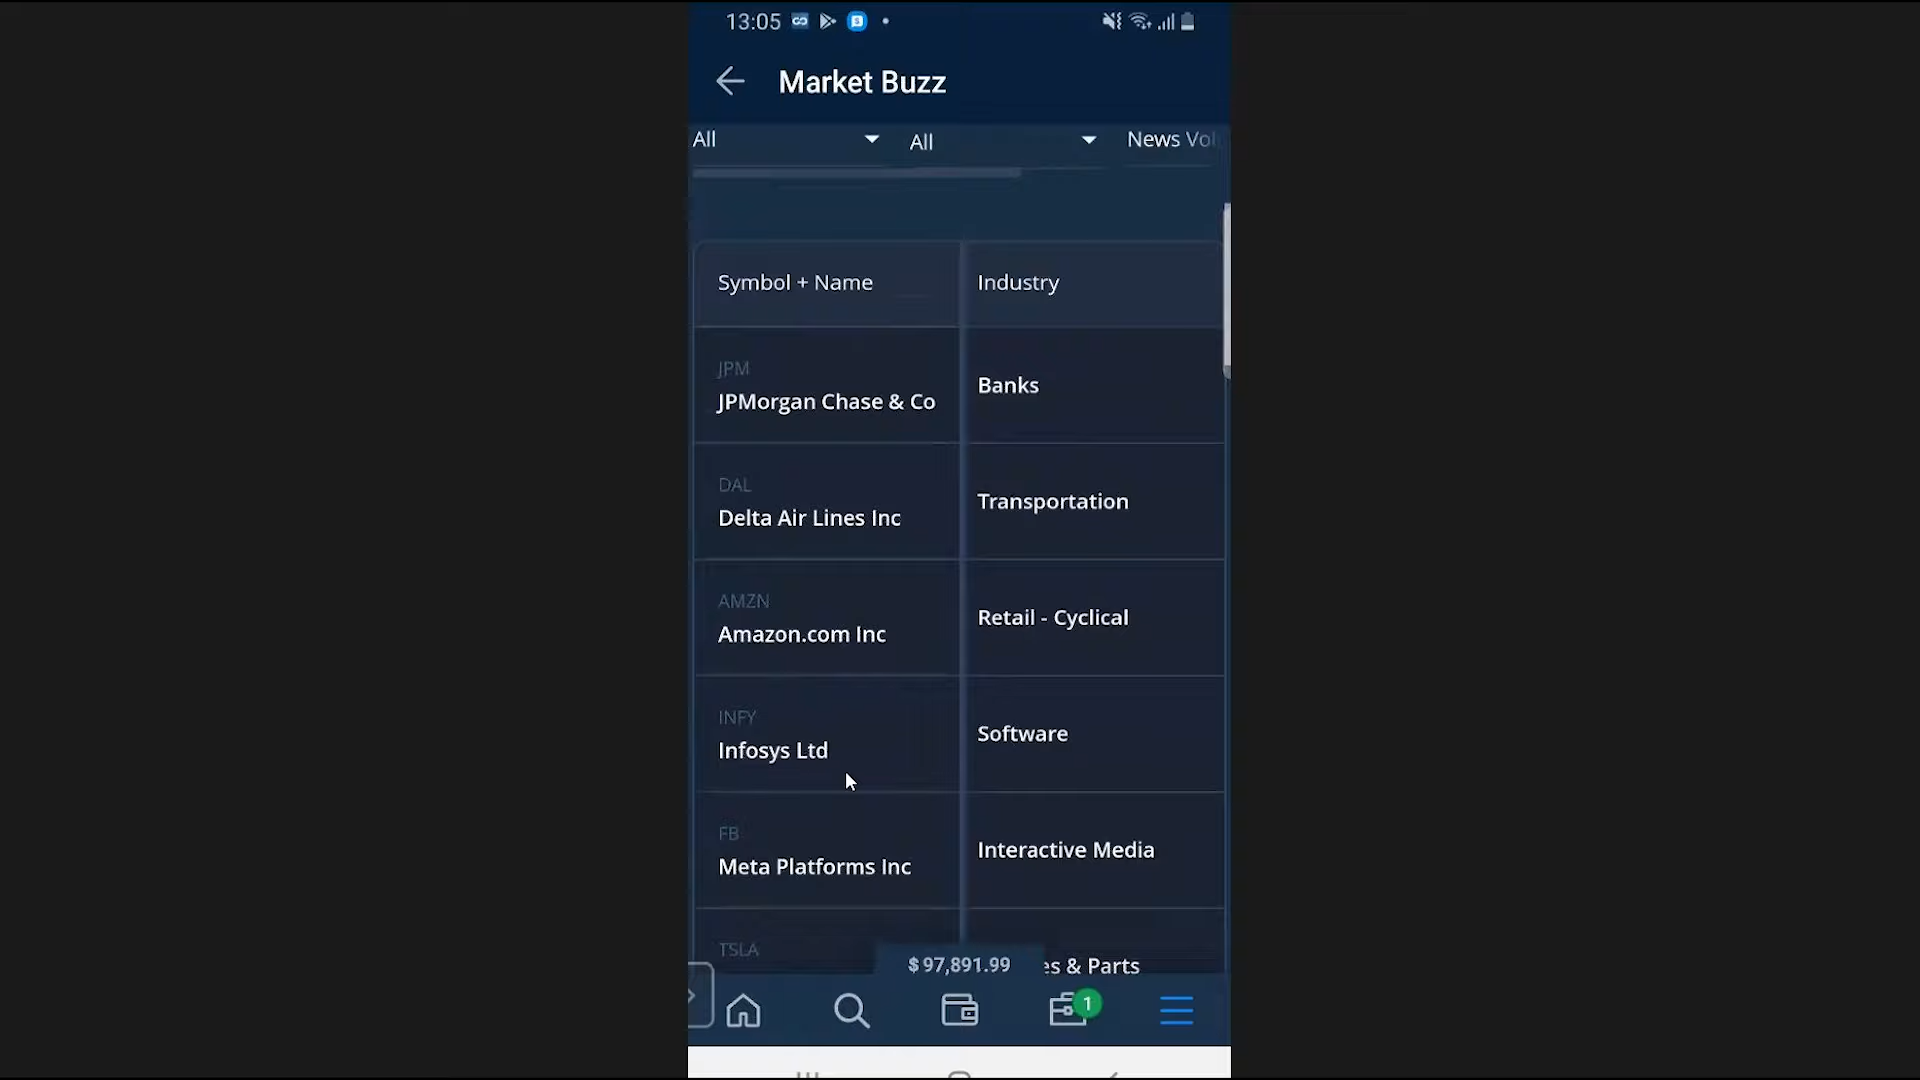 13:05
Market Buzz
All All News Vol
Symbol + Name Industry
JPM
JPMorgan Chase & Co
Banks
DAL
Delta Air Lines Inc
Transportation
AMZN
Amazon.com Inc
Retail - Cyclical
INFY
Infosys Ltd
Software
FB
Meta Platforms Inc
Interactive Media
TSLA
$ 97,891.99
es & Parts
1